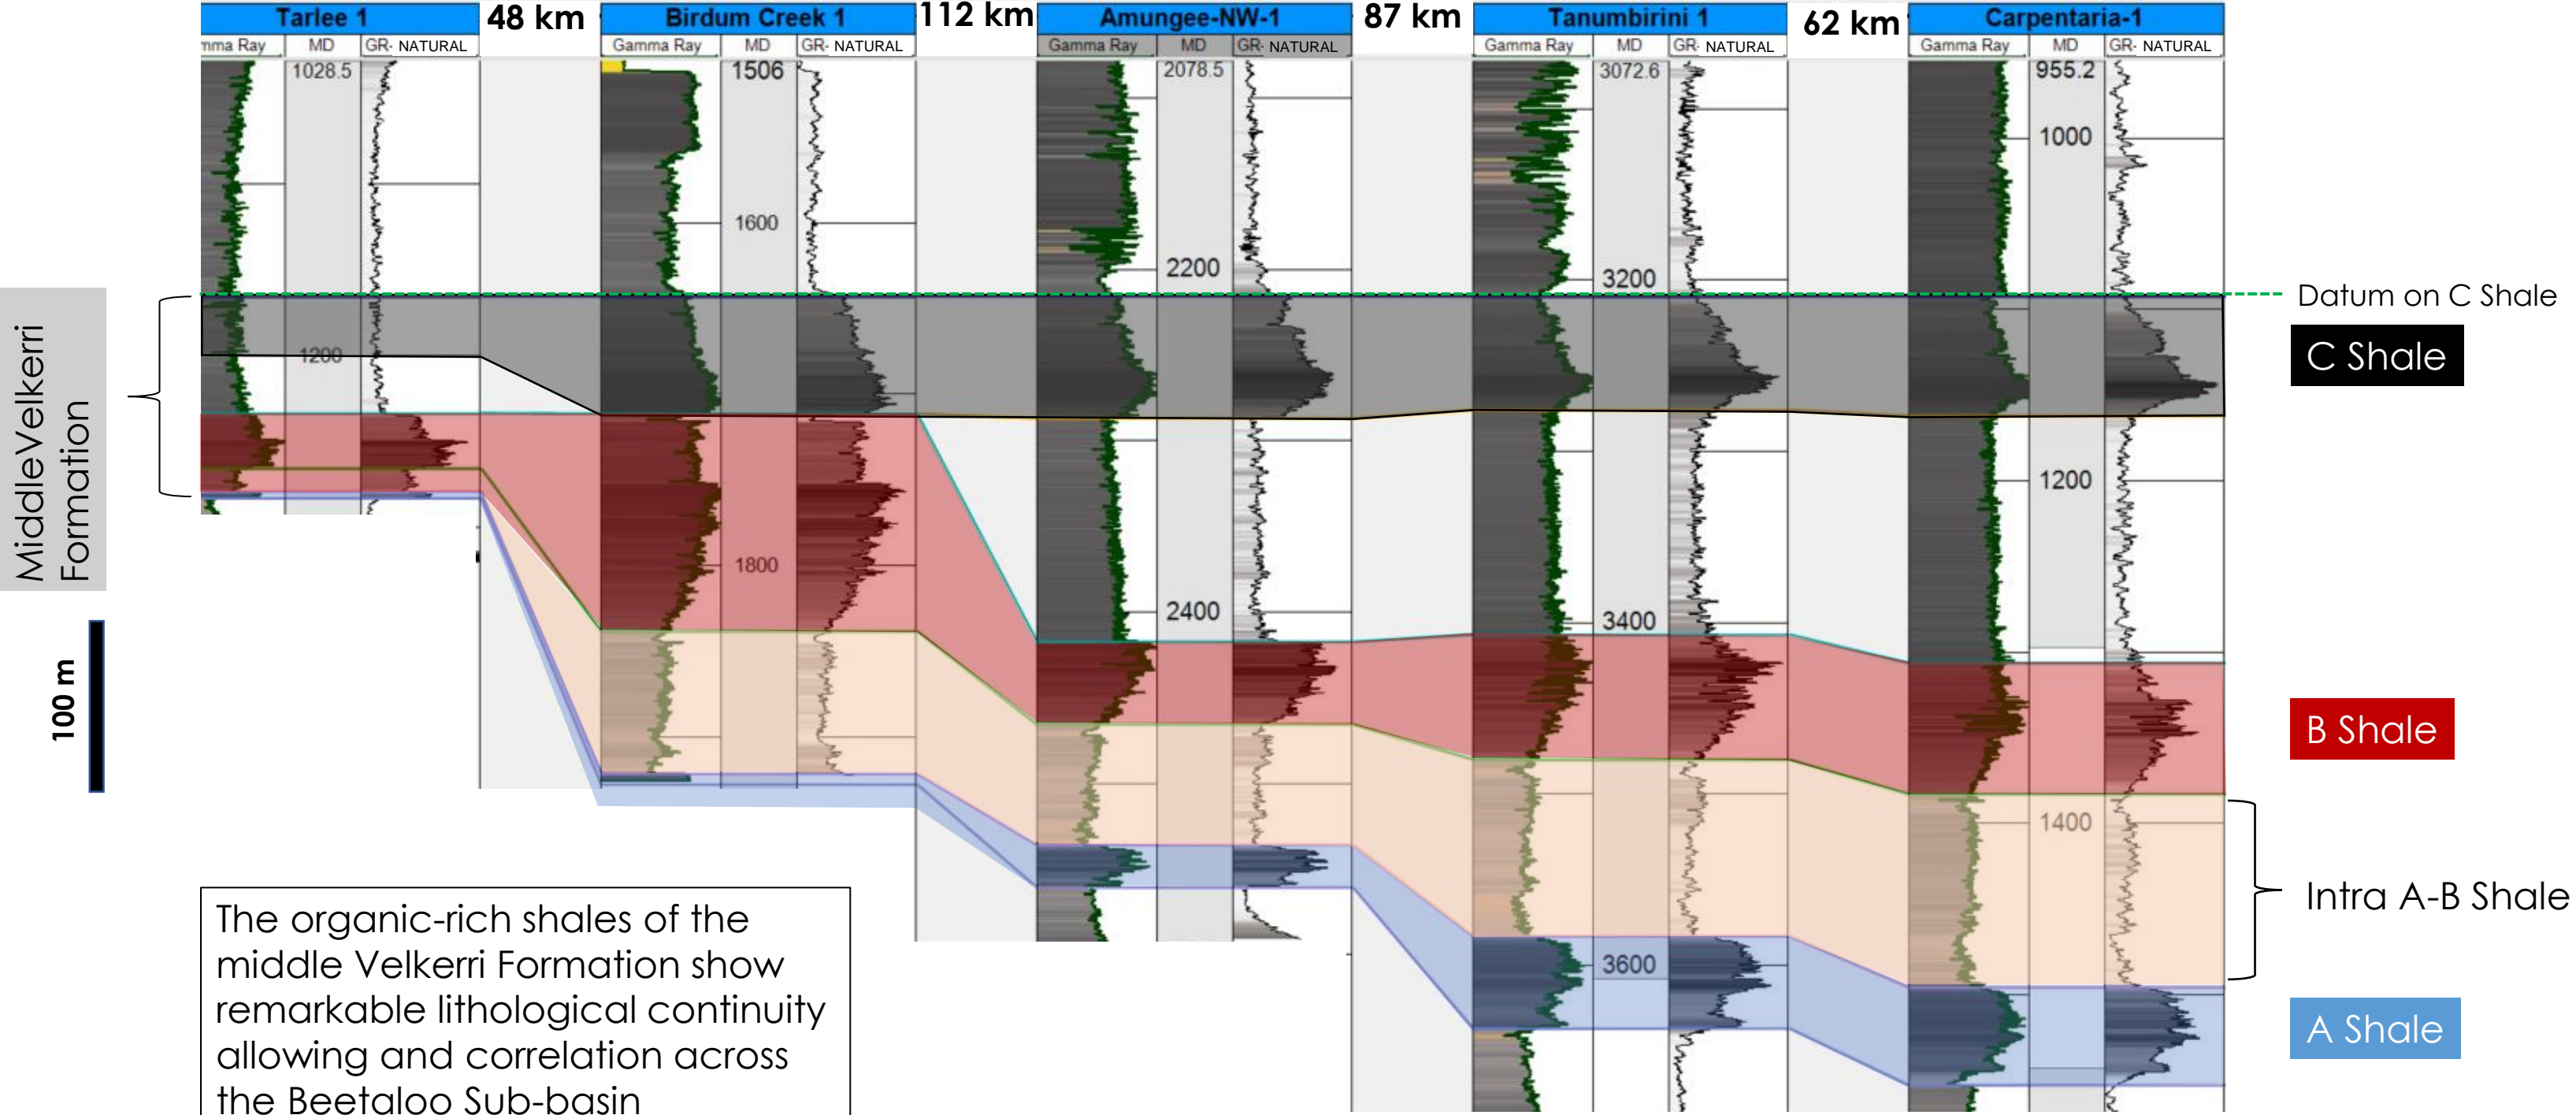 Tarlee 1
48 km
Birdum Creek 1
112 km
Amungee-NW-1
87 km
Tanumbirini 1
62 km
Carpentaria-1
mma Ray MD GR- NATURAL
Gamma Ray MD GR- NATURAL
Gamma Ray MD GR- NATURAL
Gamma Ray MD GR- NATURAL
Gamma Ray MD GR- NATURAL
1028.5
1200
1506
1600
1800
2078.5
2200
2400
3072.6
3200
3400
3600
955.2
1000
1200
1400
MiddleVelkerri
Formation
100 m
Datum on C Shale
C Shale
B Shale
Intra A-B Shale
A Shale
The organic-rich shales of the
middle Velkerri Formation show
remarkable lithological continuity
allowing and correlation across
the Beetaloo Sub-basin